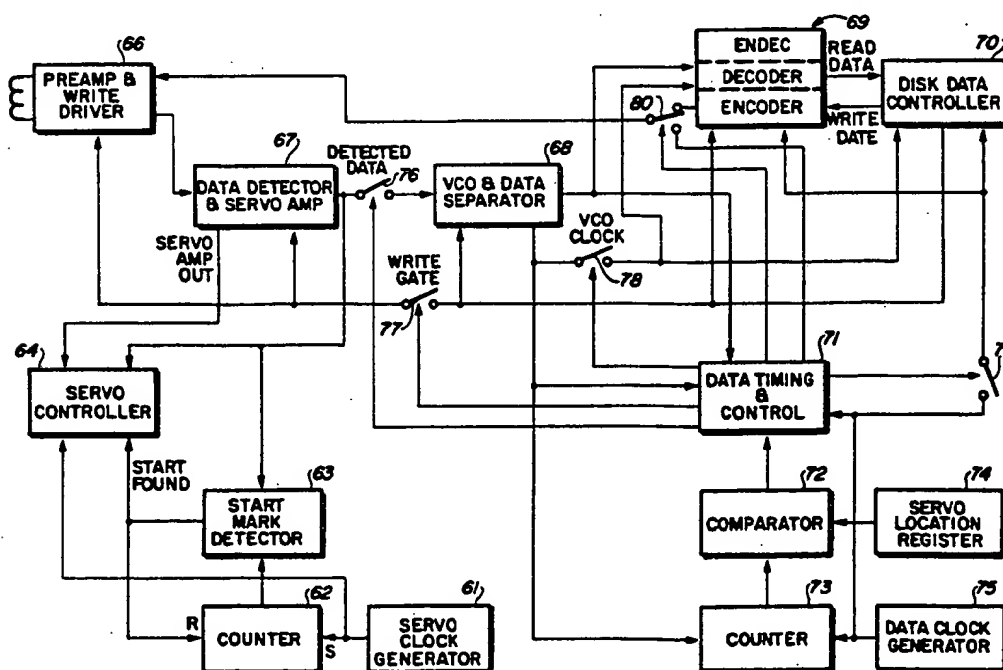 66
PREAMP &
WRITE
DRIVER
67
DATA DETECTOR
& SERVO AMP
DETECTED
DATA
76
68
VCO & DATA
SEPARATOR
69
ENDEC
DECODER
ENCODER
80
READ
DATA
WRITE
DATE
70
DISK DATA
CONTROLLER
SERVO
AMP
OUT
WRITE
GATE
77
VCO
CLOCK
78
64
SERVO
CONTROLLER
71
DATA TIMING
&
CONTROL
START
FOUND
63
START
MARK
DETECTOR
72
COMPARATOR
74
SERVO
LOCATION
REGISTER
62
R
COUNTER
S
61
SERVO
CLOCK
GENERATOR
73
COUNTER
75
DATA CLOCK
GENERATOR